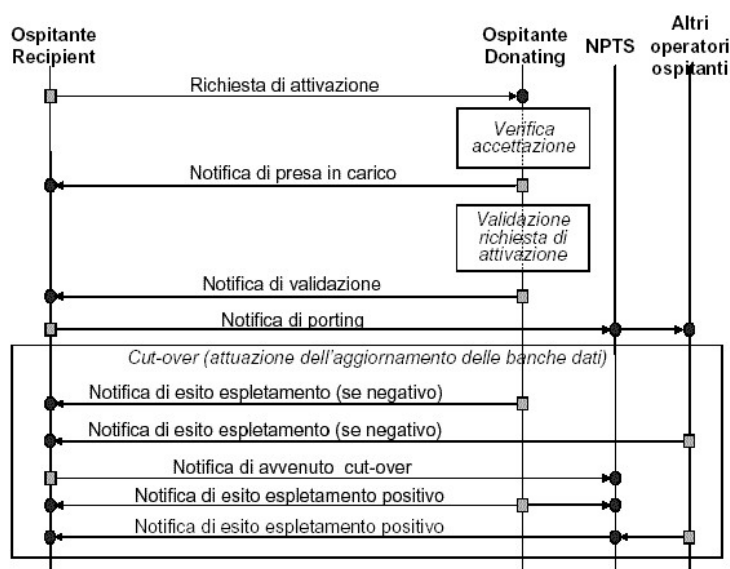 Ospitante
Recipient
Ospitante
Donating
NPTS
Altri
operatori
ospitanti
Richiesta di attivazione
Verifica
accettazione
Notifica di presa in carico
Validazione
richiesta di
attivazione
Notifica di validazione
Notifica di porting
Cut-over (attuazione dell'aggiornamento delle banche dati)
Notifica di esito espletamento (se negativo)
Notifica di esito espletamento (se negativo)
Notifica di avvenuto cut-over
Notifica di esito espletamento positivo
Notifica di esito espletamento positivo